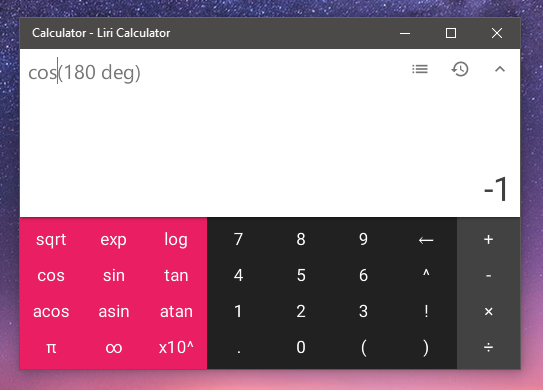 Calculator - Liri Calculator
cos(180 deg)
-1
sqrt exp log 7 8 9 ← +
cos sin tan 4 5 6 ^ -
acos asin atan 1 2 3 ! ×
π ∞ x10^ . 0 ( ) ÷